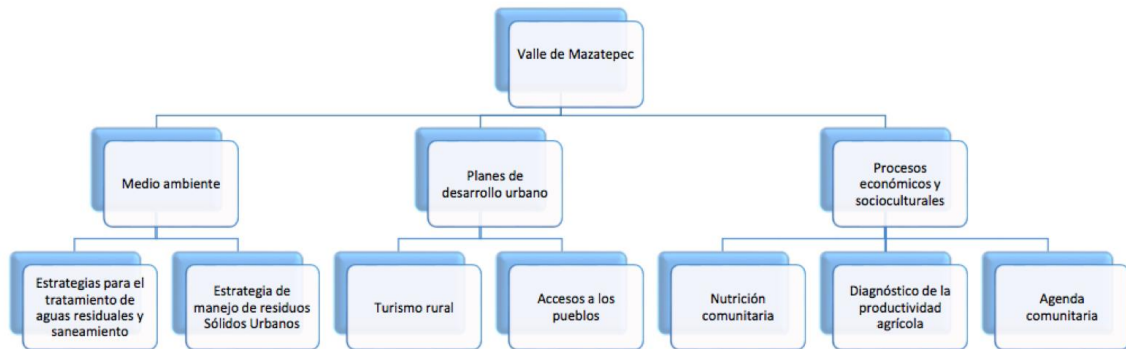 Valle de Mazatepec
Medio ambiente
Planes de
desarrollo urbano
Procesos
económicos y
socioculturales
Estrategias para el
tratamiento de
aguas residuales y
saneamiento
Estrategia de
manejo de residuos
Sólidos Urbanos
Turismo rural
Accesos a los
pueblos
Nutrición
comunitaria
Diagnóstico de la
productividad
agrícola
Agenda
comunitaria